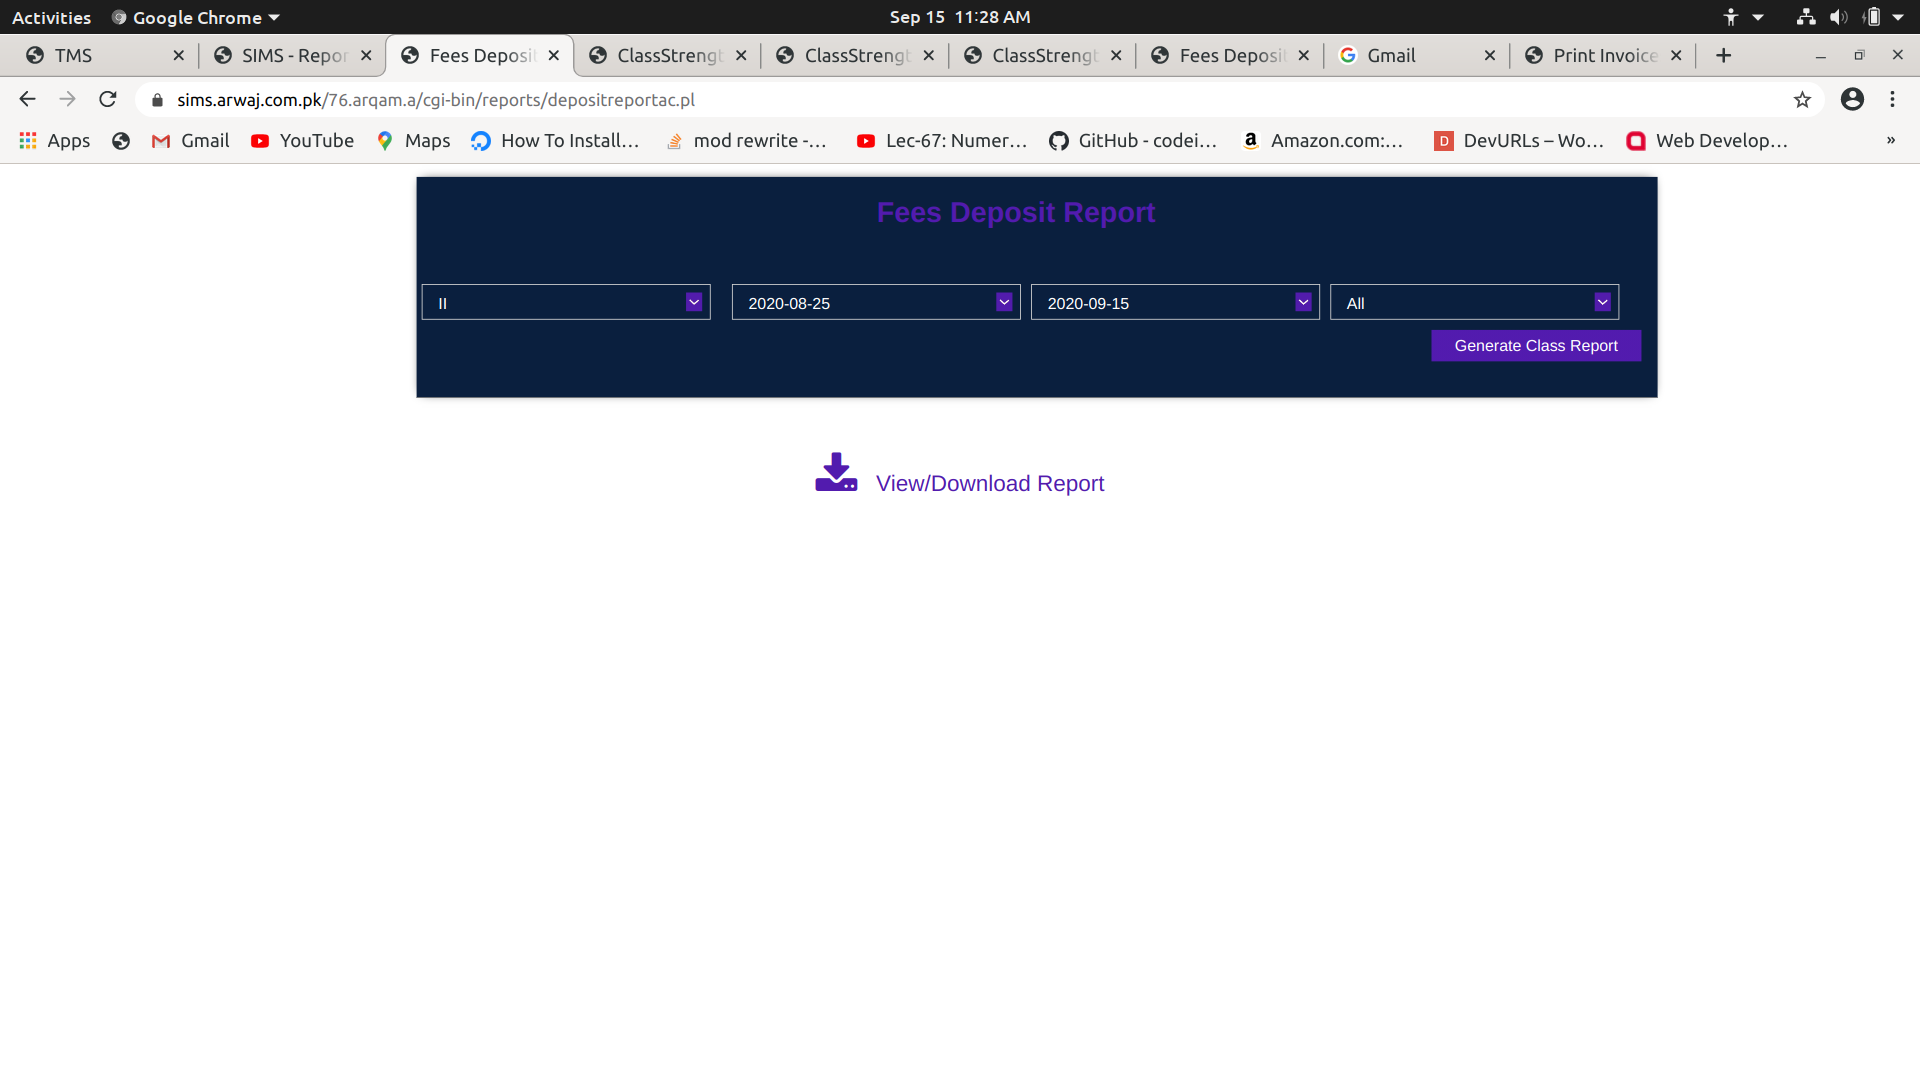 Activities Google Chrome Sep 15 11:28 AM
TMS SIMS - Repor Fees Deposit ClassStrengt ClassStrengt ClassStrengt Fees Deposit Gmail Print Invoice
sims.arwaj.com.pk/76.arqam.a/cgi-bin/reports/depositreportac.pl
Apps Gmail YouTube Maps How To Install… mod rewrite -… Lec-67: Numer… GitHub - codei… Amazon.com:… DevURLs – Wo… Web Develop… »
Fees Deposit Report
II 2020-08-25 2020-09-15 All
Generate Class Report
View/Download Report